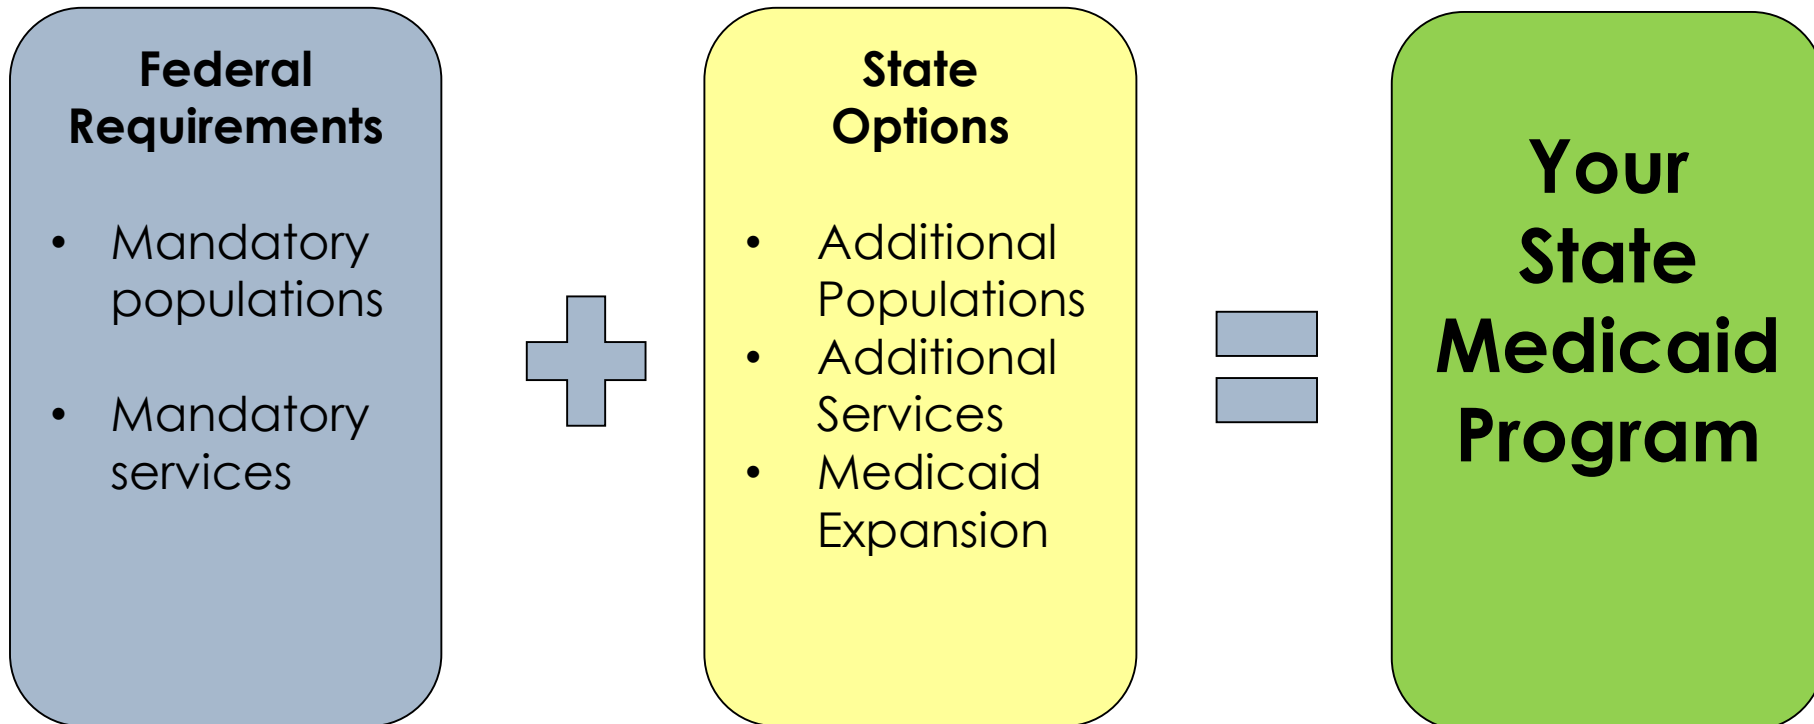 Federal
Requirements
• Mandatory
populations
• Mandatory
services
State
Options
• Additional
Populations
• Additional
Services
• Medicaid
Expansion
Your
State
Medicaid
Program